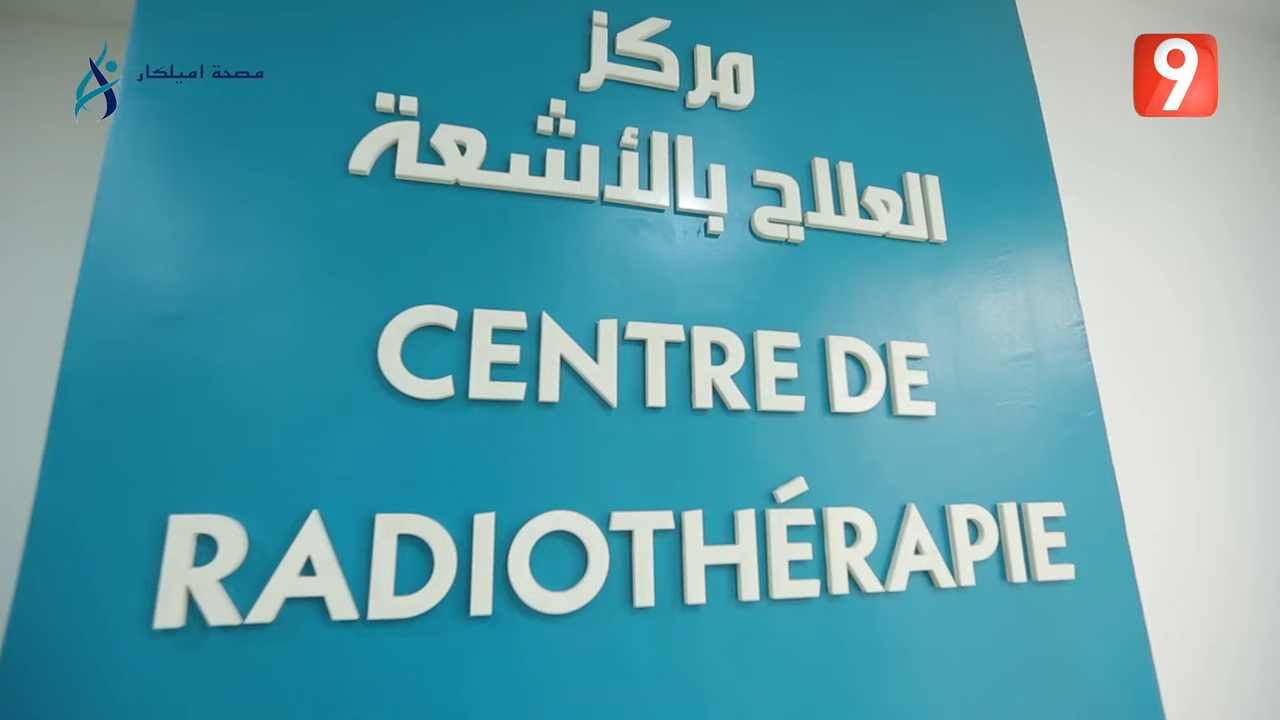 مصحة اميلكار
9
مركز
العلاج بالأشعة
CENTRE DE
RADIOTHÉRAPIE